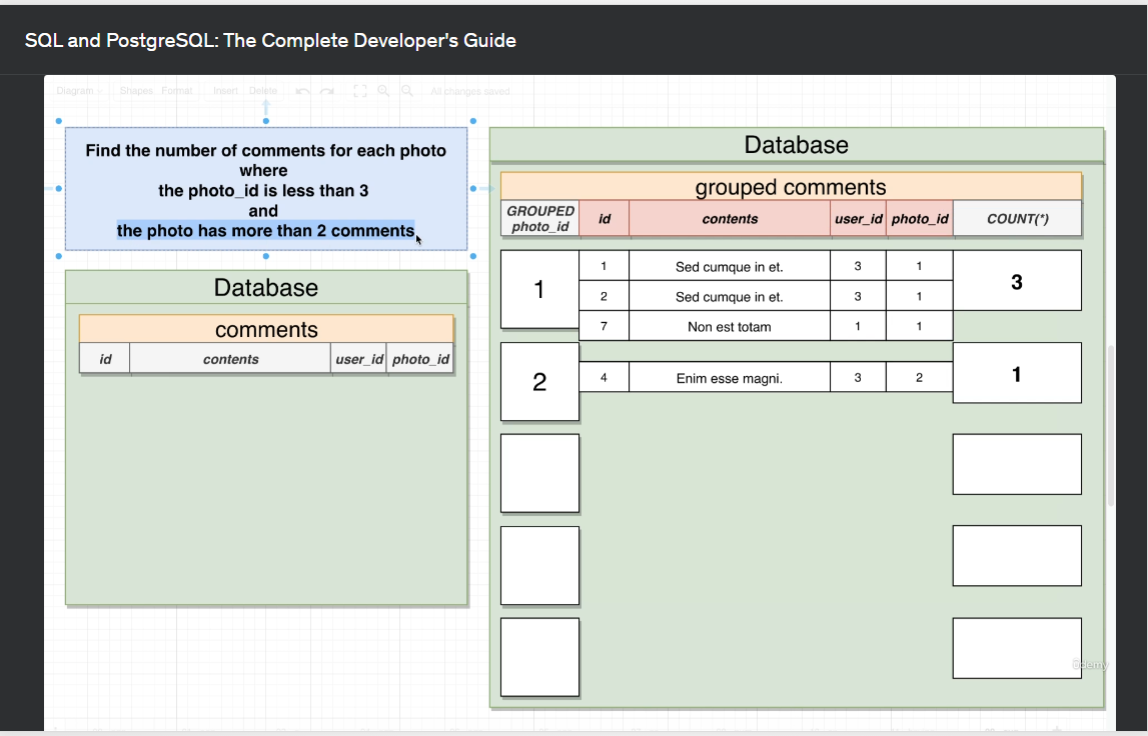 SQL and PostgreSQL: The Complete Developer's Guide
Diagram Shapes Format Insert Delete All changes saved
Find the number of comments for each photo
where
the photo_id is less than 3
and
the photo has more than 2 comments
Database
comments
id contents user_id photo_id
Database
grouped comments
GROUPED
photo_id id contents user_id photo_id COUNT(*)
1
1 Sed cumque in et. 3 1
2 Sed cumque in et. 3 1
7 Non est totam 1 1
3
2
4 Enim esse magni. 3 2
1
Udemy